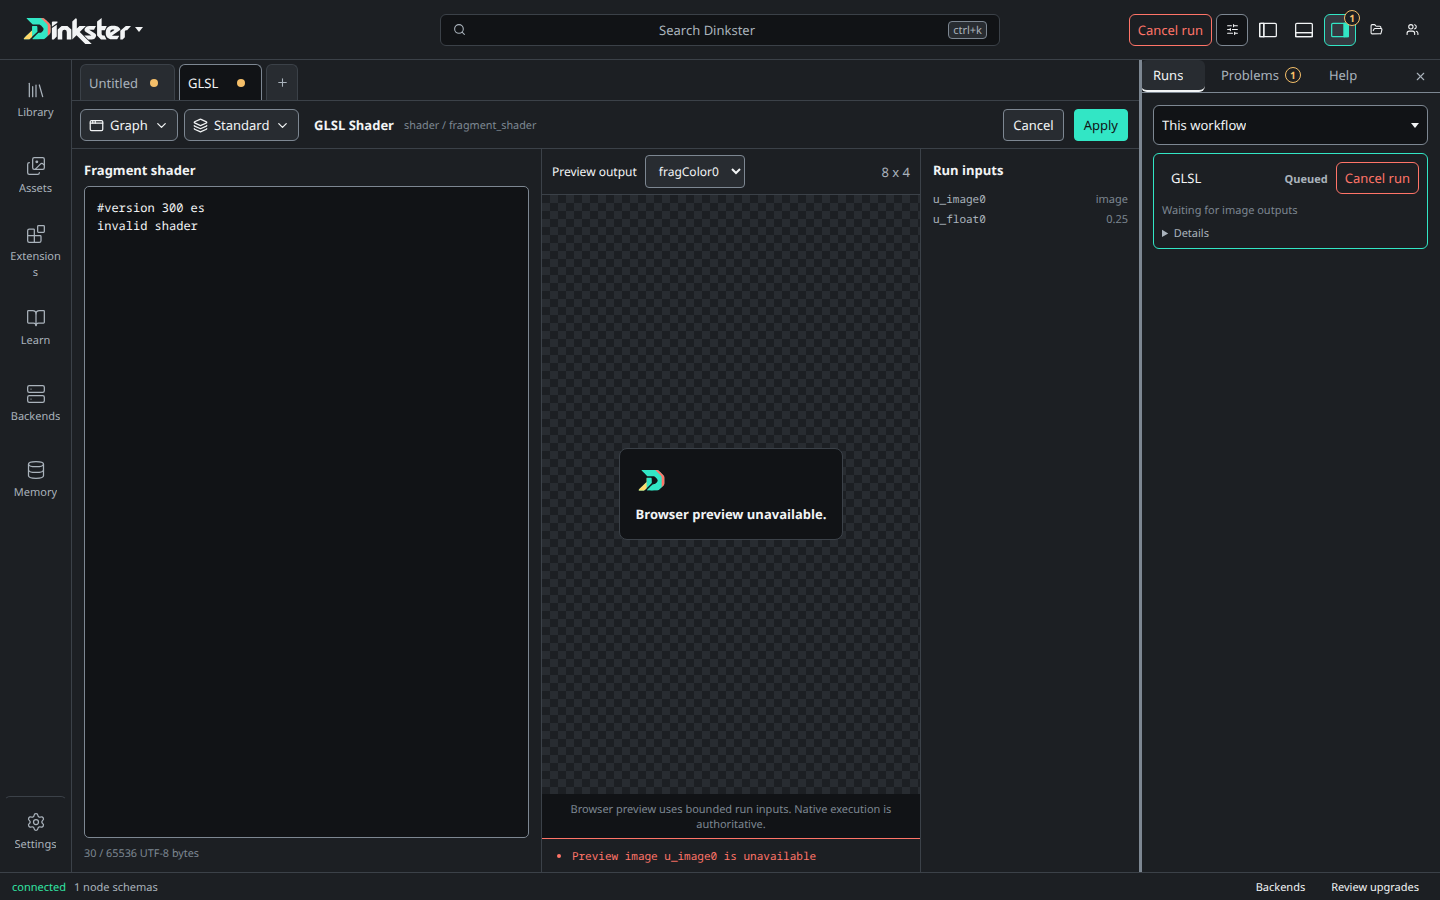 Dinkster
Search Dinkster
ctrl+k
Cancel run
1
Library
Assets
Extension
s
Learn
Backends
Memory
Settings
Untitled
GLSL
+
Graph
Standard
GLSL Shader
shader / fragment_shader
Cancel
Apply
Fragment shader
#version 300 es
invalid shader
30 / 65536 UTF-8 bytes
Preview output
fragColor0
8 x 4
Browser preview unavailable.
Browser preview uses bounded run inputs. Native execution is
authoritative.
• Preview image u_image0 is unavailable
Run inputs
u_image0 image
u_float0 0.25
Runs
Problems 1
Help
This workflow
GLSL
Queued
Cancel run
Waiting for image outputs
Details
connected
1 node schemas
Backends
Review upgrades